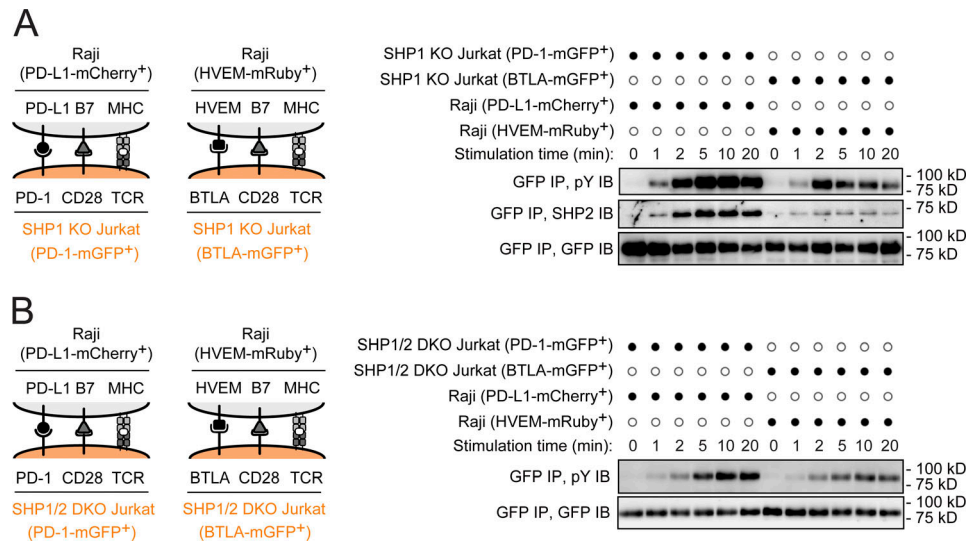 A
Raji
(PD-L1-mCherry+)
PD-L1 B7 MHC
PD-1 CD28 TCR
SHP1 KO Jurkat
(PD-1-mGFP+)
Raji
(HVEM-mRuby+)
HVEM B7 MHC
BTLA CD28 TCR
SHP1 KO Jurkat
(BTLA-mGFP+)
SHP1 KO Jurkat (PD-1-mGFP+)
SHP1 KO Jurkat (BTLA-mGFP+)
Raji (PD-L1-mCherry+)
Raji (HVEM-mRuby+)
Stimulation time (min): 0 1 2 5 10 20 0 1 2 5 10 20
GFP IP, pY IB - 100 kD
- 75 kD
GFP IP, SHP2 IB - 75 kD
GFP IP, GFP IB - 100 kD
- 75 kD
B
Raji
(PD-L1-mCherry+)
PD-L1 B7 MHC
PD-1 CD28 TCR
SHP1/2 DKO Jurkat
(PD-1-mGFP+)
Raji
(HVEM-mRuby+)
HVEM B7 MHC
BTLA CD28 TCR
SHP1/2 DKO Jurkat
(BTLA-mGFP+)
SHP1/2 DKO Jurkat (PD-1-mGFP+)
SHP1/2 DKO Jurkat (BTLA-mGFP+)
Raji (PD-L1-mCherry+)
Raji (HVEM-mRuby+)
Stimulation time (min): 0 1 2 5 10 20 0 1 2 5 10 20
GFP IP, pY IB - 100 kD
- 75 kD
GFP IP, GFP IB - 100 kD
- 75 kD